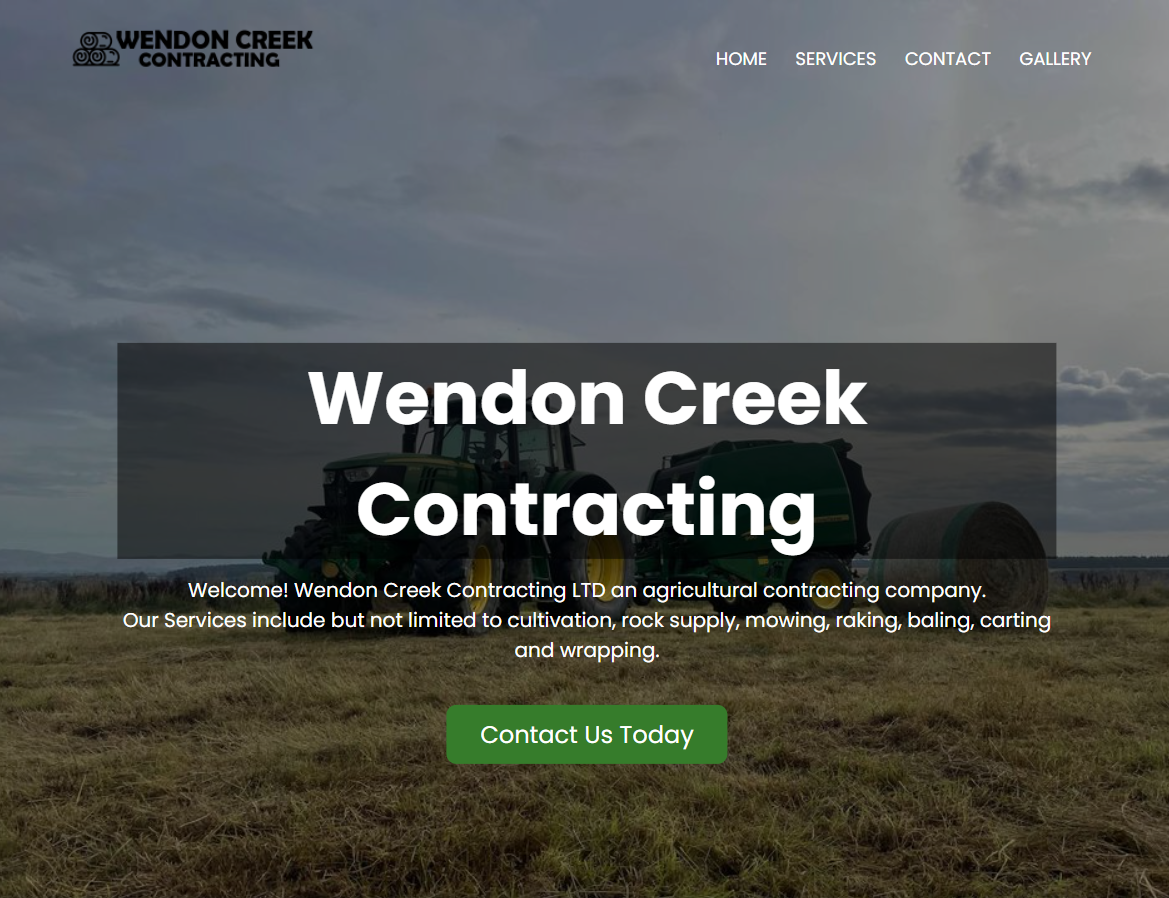 WENDON CREEK
CONTRACTING
HOME SERVICES CONTACT GALLERY
Wendon Creek
Contracting
Welcome! Wendon Creek Contracting LTD an agricultural contracting company.
Our Services include but not limited to cultivation, rock supply, mowing, raking, baling, carting
and wrapping.
Contact Us Today